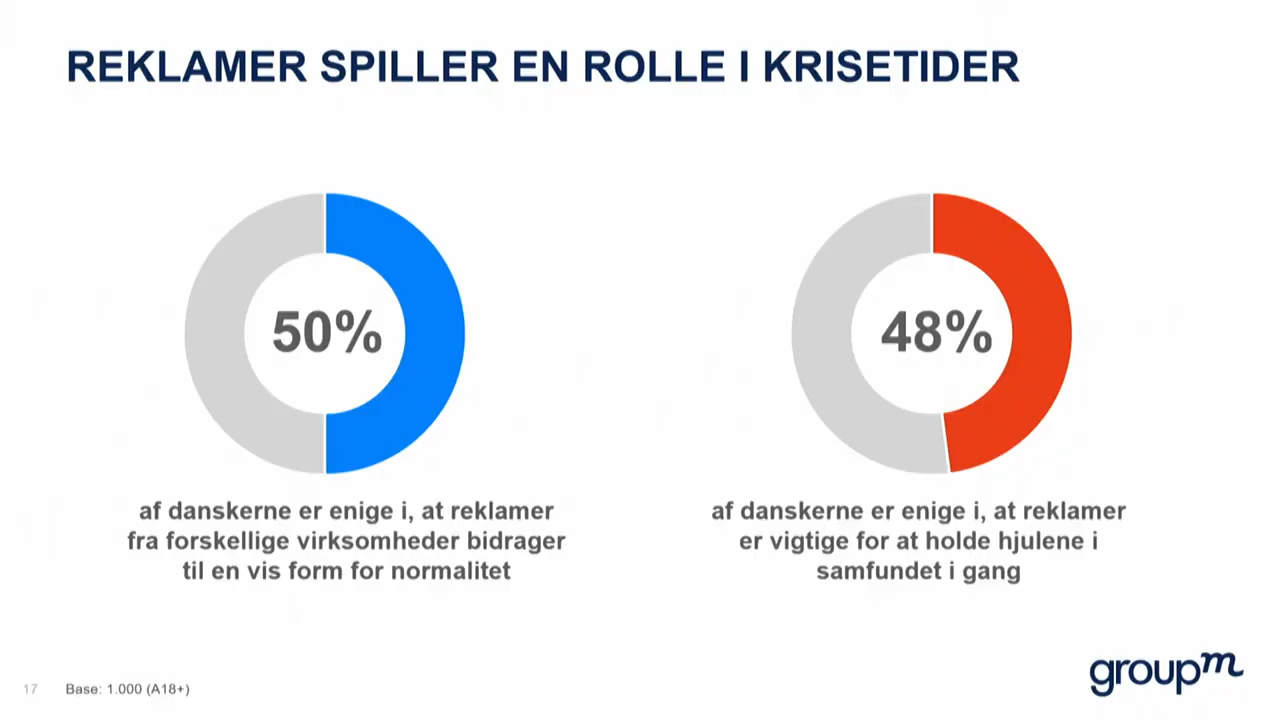 REKLAMER SPILLER EN ROLLE I KRISETIDER
50%
af danskerne er enige i, at reklamer
fra forskellige virksomheder bidrager
til en vis form for normalitet
48%
af danskerne er enige i, at reklamer
er vigtige for at holde hjulene i
samfundet i gang
17
Base: 1.000 (A18+)
groupm